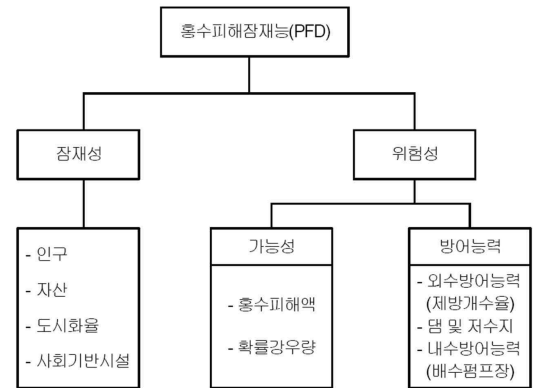 홍수피해잠재능(PFD)
잠재성
위험성
- 인구
- 자산
- 도시화율
- 사회기반시설
가능성
- 홍수피해액
- 확률강우량
방어능력
- 외수방어능력
(제방개수율)
- 댐 및 저수지
- 내수방어능력
(배수펌프장)